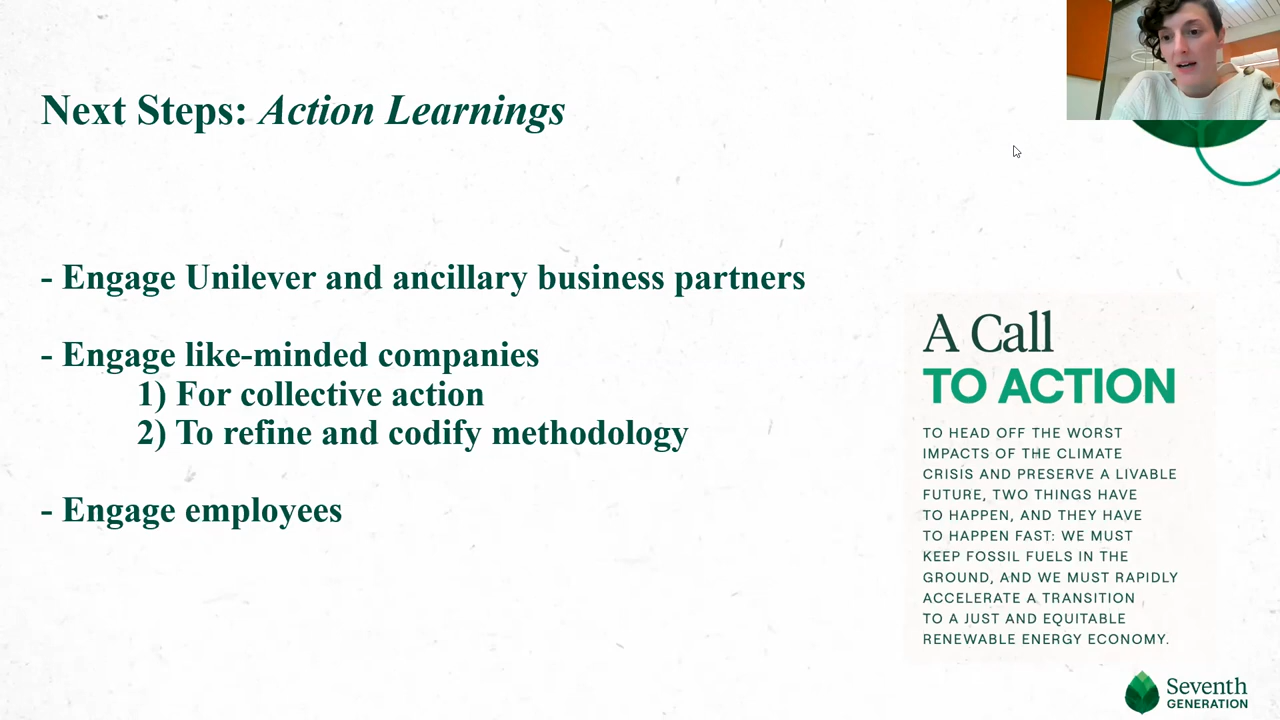 Next Steps: Action Learnings
- Engage Unilever and ancillary business partners
- Engage like-minded companies
1) For collective action
2) To refine and codify methodology
- Engage employees
A Call
TO ACTION
TO HEAD OFF THE WORST
IMPACTS OF THE CLIMATE
CRISIS AND PRESERVE A LIVABLE
FUTURE, TWO THINGS HAVE
TO HAPPEN, AND THEY HAVE
TO HAPPEN FAST: WE MUST
KEEP FOSSIL FUELS IN THE
GROUND, AND WE MUST RAPIDLY
ACCELERATE A TRANSITION
TO A JUST AND EQUITABLE
RENEWABLE ENERGY ECONOMY.
Seventh
GENERATION